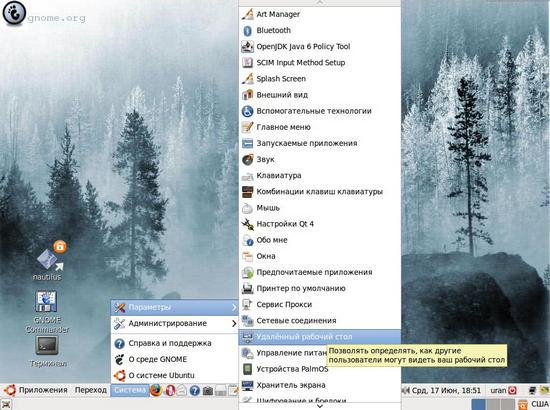 gnome.org
Art Manager
Bluetooth
OpenJDK Java 6 Policy Tool
SCIM Input Method Setup
Splash Screen
Внешний вид
Вспомогательные технологии
Главное меню
Запускаемые приложения
Звук
Клавиатура
Комбинации клавиш клавиатуры
Мышь
Настройки Qt 4
Обо мне
Окна
Предпочитаемые приложения
Принтер по умолчанию
Сервис Прокси
Сетевые соединения
Удалённый рабочий стол
Управление
Позволять определять, как другие
пользователи могут видеть ваш рабочий стол
Устройства PalmOS
Хранитель экрана
Шифрование и брелоки
nautilus
GNOME
Commander
Терминал
Параметры
Администрирование
Справка и поддержка
О среде GNOME
О системе Ubuntu
Приложения Переход Система
Срд, 17 Июн, 18:51 uran
США